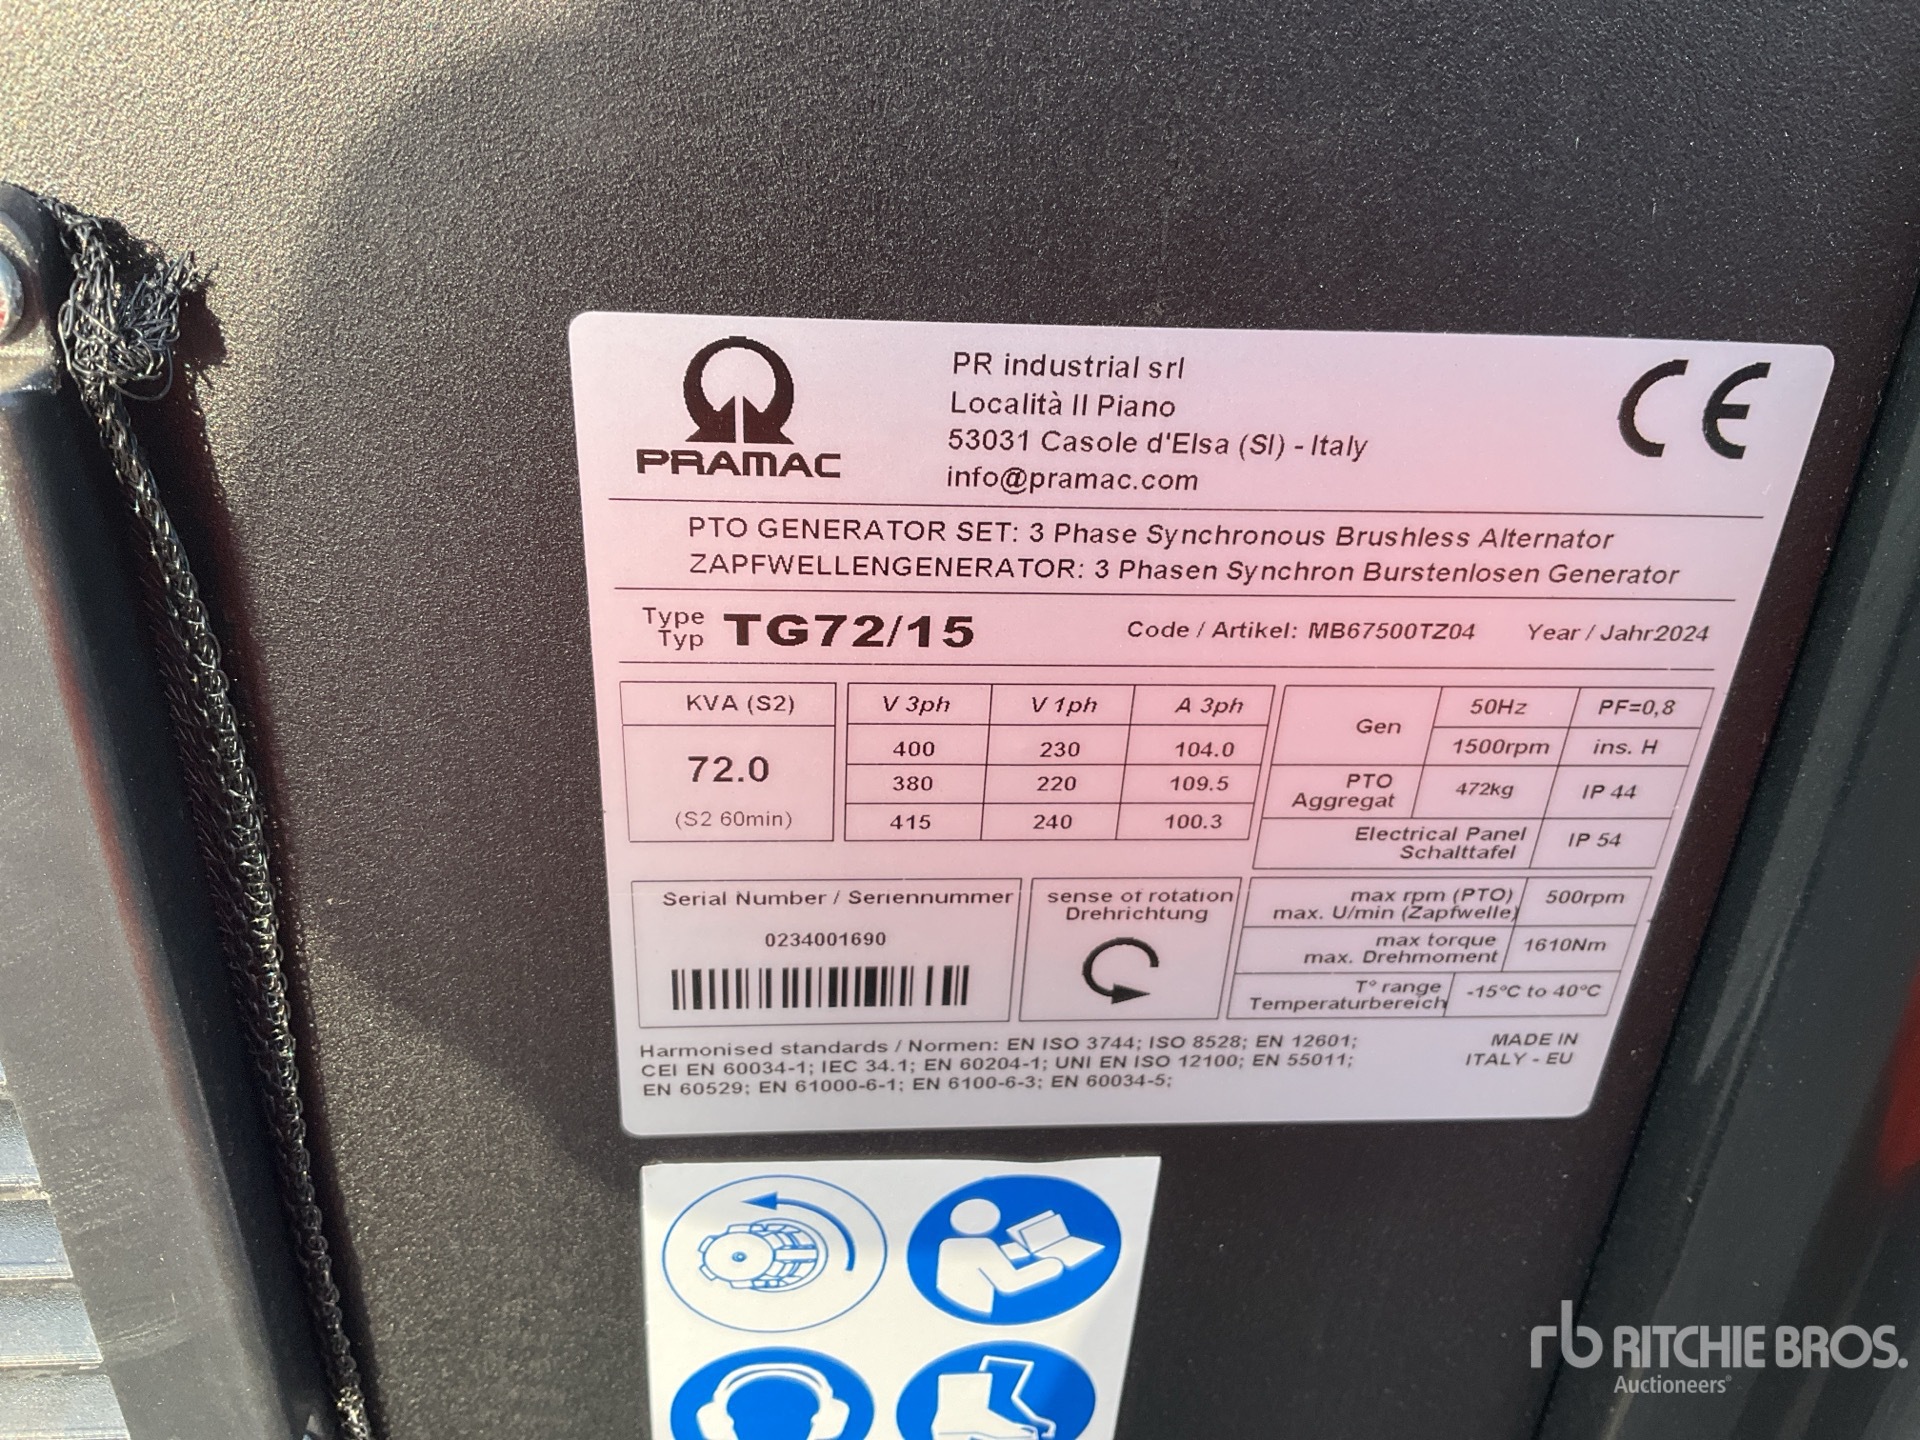 PRAMAC
PR industrial srl
Località Il Piano
53031 Casole d'Elsa (SI) - Italy
info@pramac.com
CE
PTO GENERATOR SET: 3 Phase Synchronous Brushless Alternator
ZAPFWELLENGENERATOR: 3 Phasen Synchron Burstenlosen Generator
Type
Typ
TG72/15
Code / Artikel: MB67500TZ04
Year / Jahr2024
KVA (S2)
72.0
(S2 60min)
V 3ph V 1ph A 3ph
400 230 104.0
380 220 109.5
415 240 100.3
Gen
50Hz PF=0,8
1500rpm ins. H
PTO
Aggregat
472kg IP 44
Electrical Panel
Schalttafel
IP 54
Serial Number / Seriennummer
0234001690
sense of rotation
Drehrichtung
max rpm (PTO)
max. U/min (Zapfwelle)
500rpm
max torque
max. Drehmoment
1610Nm
T° range
Temperaturbereich
-15°C to 40°C
Harmonised standards / Normen: EN ISO 3744; ISO 8528; EN 12601;
CEI EN 60034-1; IEC 34.1; EN 60204-1; UNI EN ISO 12100; EN 55011;
EN 60529; EN 61000-6-1; EN 6100-6-3; EN 60034-5;
MADE IN
ITALY - EU
rb RITCHIE BROS.
Auctioneers